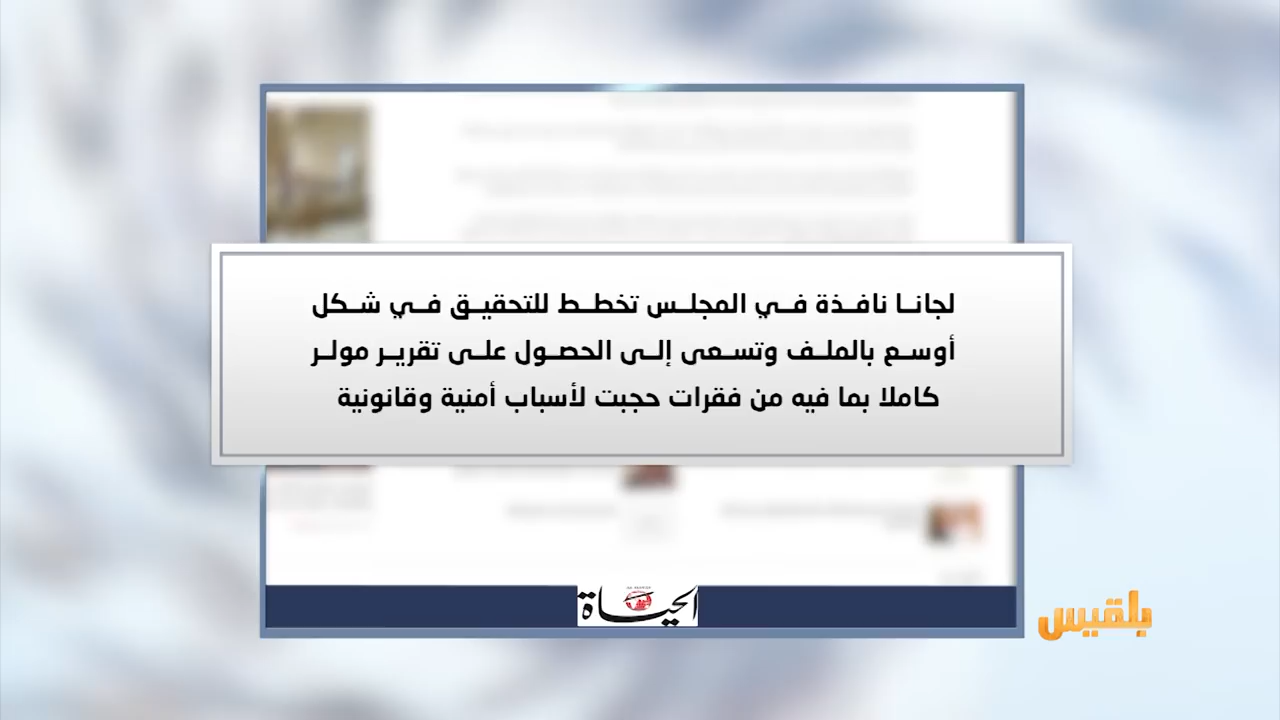 لجانا نافذة في المجلس تخطط للتحقيق في شكل
أوسع بالملف وتسعى إلى الحصول على تقرير مولر
كاملا بما فيه من فقرات حجبت لأسباب أمنية وقانونية
الحياة
بلقيس